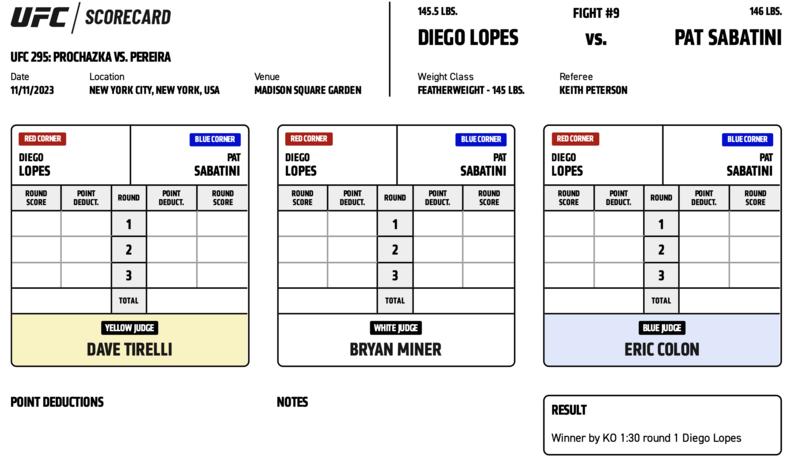 UFC SCORECARD
UFC 295: PROCHAZKA VS. PEREIRA
Date Location Venue
11/11/2023 NEW YORK CITY, NEW YORK, USA MADISON SQUARE GARDEN
145.5 LBS. FIGHT #9 146 LBS.
DIEGO LOPES VS. PAT SABATINI
Weight Class Referee
FEATHERWEIGHT - 145 LBS. KEITH PETERSON
RED CORNER BLUE CORNER
DIEGO PAT
LOPES SABATINI
ROUND SCORE POINT DEDUCT. ROUND POINT DEDUCT. ROUND SCORE
1
2
3
TOTAL
YELLOW JUDGE
DAVE TIRELLI
RED CORNER BLUE CORNER
DIEGO PAT
LOPES SABATINI
ROUND SCORE POINT DEDUCT. ROUND POINT DEDUCT. ROUND SCORE
1
2
3
TOTAL
WHITE JUDGE
BRYAN MINER
RED CORNER BLUE CORNER
DIEGO PAT
LOPES SABATINI
ROUND SCORE POINT DEDUCT. ROUND POINT DEDUCT. ROUND SCORE
1
2
3
TOTAL
BLUE JUDGE
ERIC COLON
POINT DEDUCTIONS
NOTES
RESULT
Winner by KO 1:30 round 1 Diego Lopes